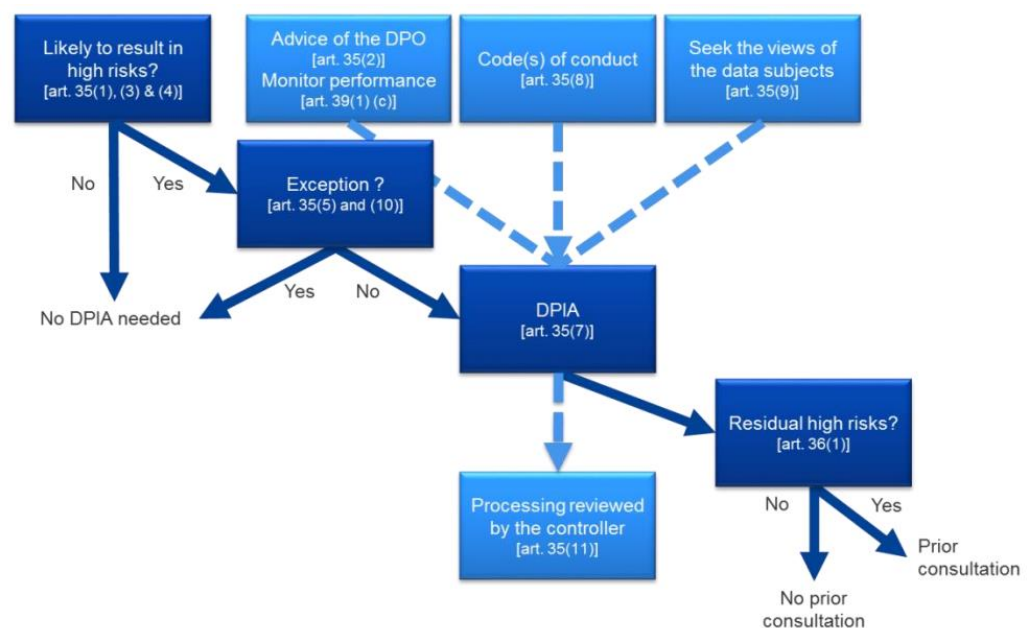 Likely to result in
high risks?
[art. 35(1), (3) & (4)]
Advice of the DPO
[art. 35(2)]
Monitor performance
[art. 39(1) (c)]
Code(s) of conduct
[art. 35(8)]
Seek the views of
the data subjects
[art. 35(9)]
No
Yes
Exception ?
[art. 35(5) and (10)]
Yes
No
No DPIA needed
DPIA
[art. 35(7)]
Residual high risks?
[art. 36(1)]
Processing reviewed
by the controller
[art. 35(11)]
No
Yes
Prior
consultation
No prior
consultation